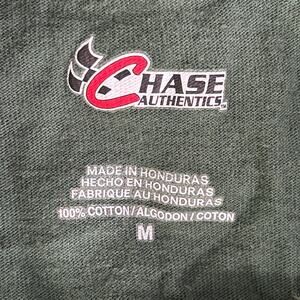 CHASE
AUTHENTICS
MADE IN HONDURAS
HECHO EN HONDURAS
FABRIQUE AU HONDURAS
100% COTTON / ALGODON / COTON
M